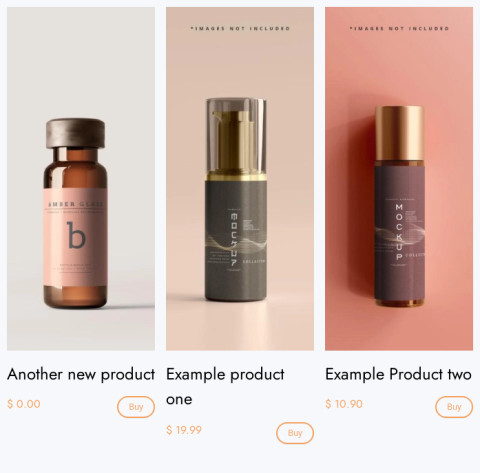 *IMAGES NOT INCLUDED
*IMAGES NOT INCLUDED
AMBER GLASS
b
MOCKUP
MOCKUP
Another new product
Example product
one
Example Product two
$ 0.00
Buy
$ 19.99
Buy
$ 10.90
Buy